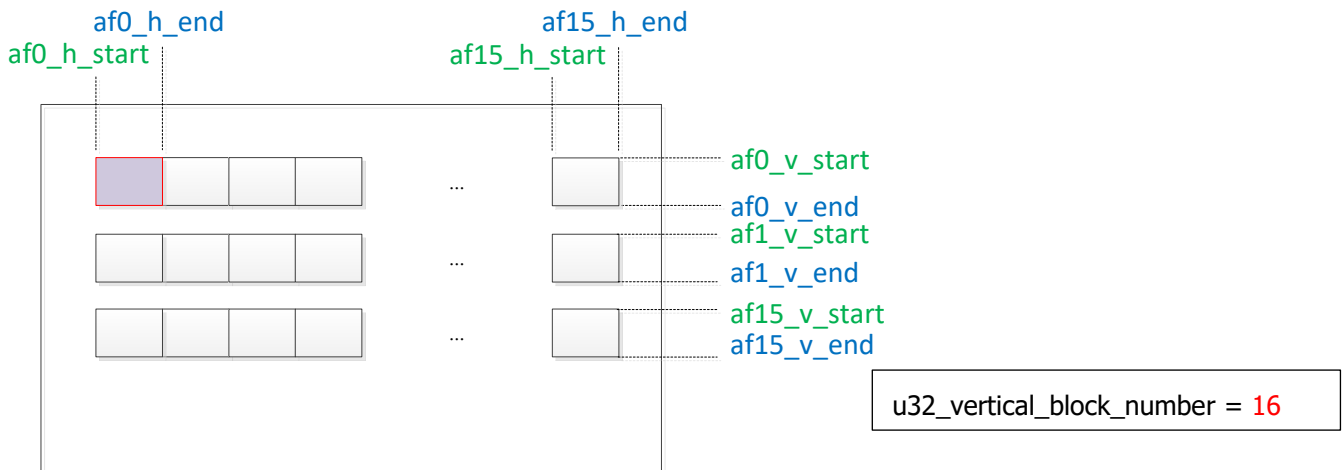 af0_h_end
af15_h_end
af0_h_start
af15_h_start
af0_v_start
...
af0_v_end
af1_v_start
...
af1_v_end
af15_v_start
...
af15_v_end
u32_vertical_block_number = 16